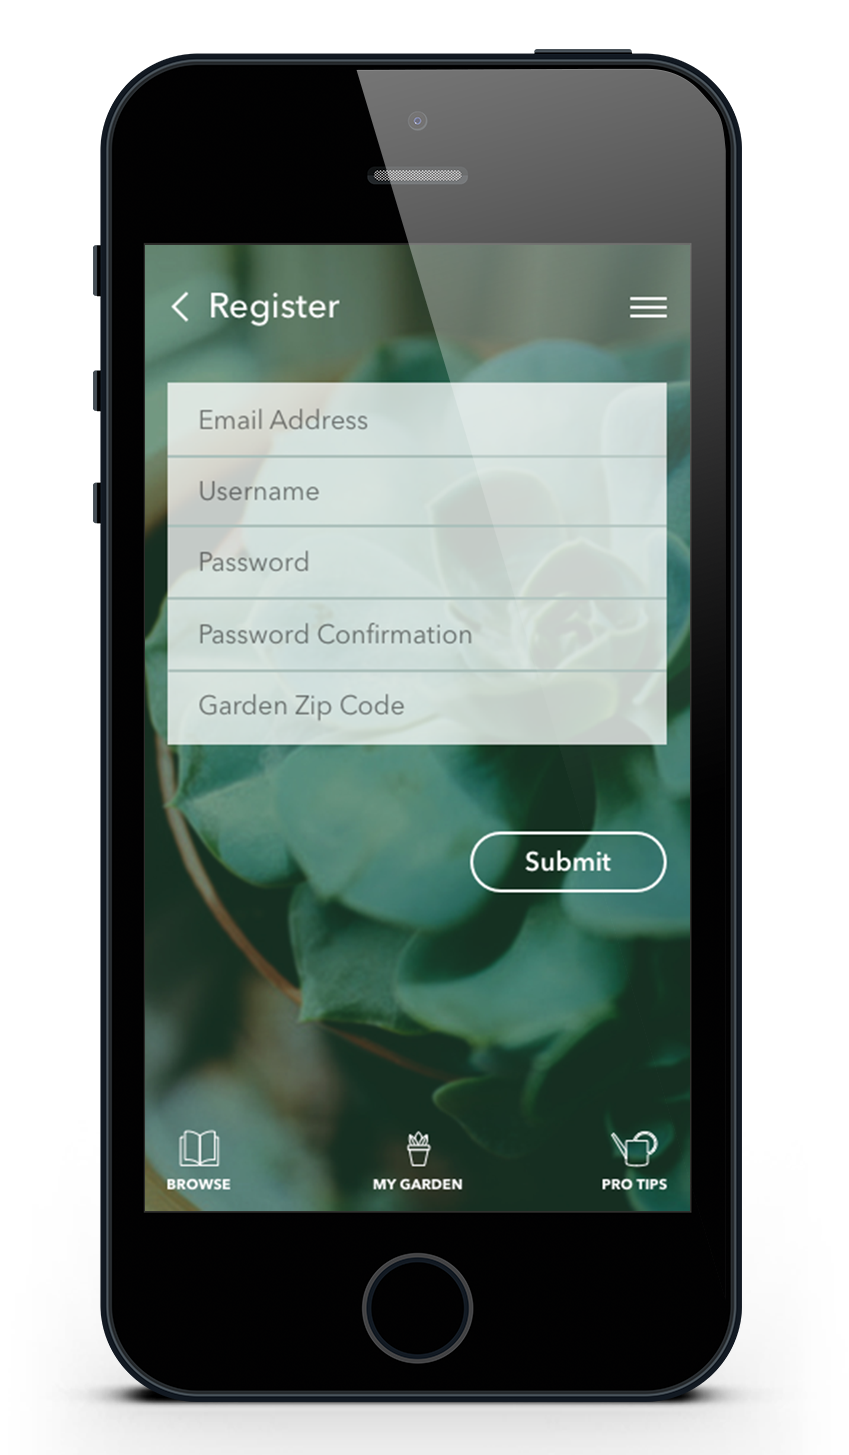 Register
Email Address
Username
Password
Password Confirmation
Garden Zip Code
Submit
BROWSE
MY GARDEN
PRO TIPS